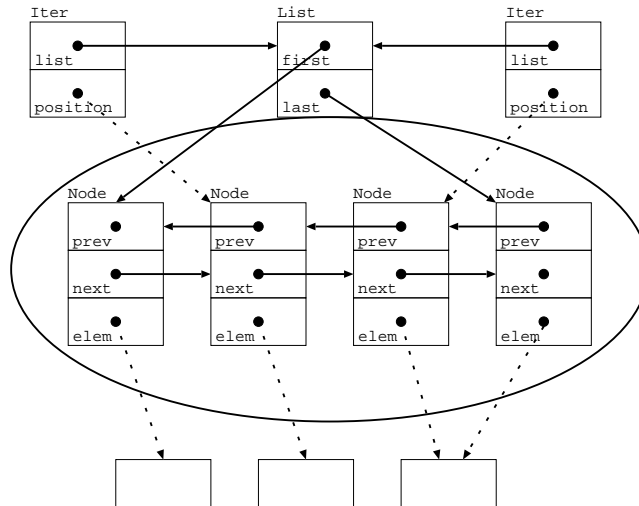 Iter List Iter
list first list
position last position
Node Node Node Node
prev prev prev prev
next next next next
elem elem elem elem